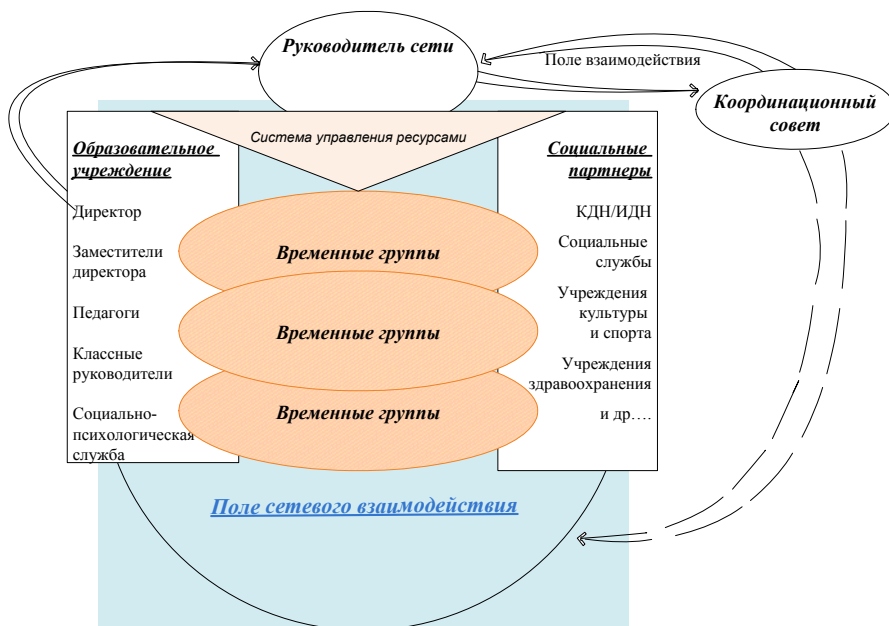 Руководитель сети
Поле взаимодействия
Координационный
совет
Система управления ресурсами
Образовательное
учреждение
Директор
Заместители
директора
Педагоги
Классные
руководители
Социально-
психологическая
служба
Временные группы
Временные группы
Временные группы
Социальные
партнеры
КДН/ИДН
Социальные
службы
Учреждения
культуры
и спорта
Учреждения
здравоохранения
и др….
Поле сетевого взаимодействия